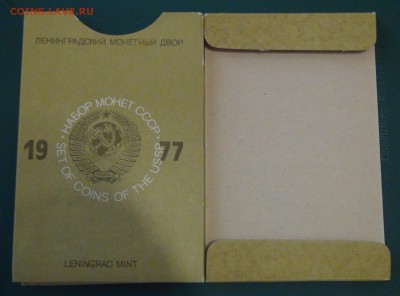 COINS.LAVE.RU
ЛЕНИНГРАДСКИЙ МОНЕТНЫЙ ДВОР
· НАБОР МОНЕТ СССР ·
19 77
SET OF COINS OF THE USSR
LENINGRAD MINT